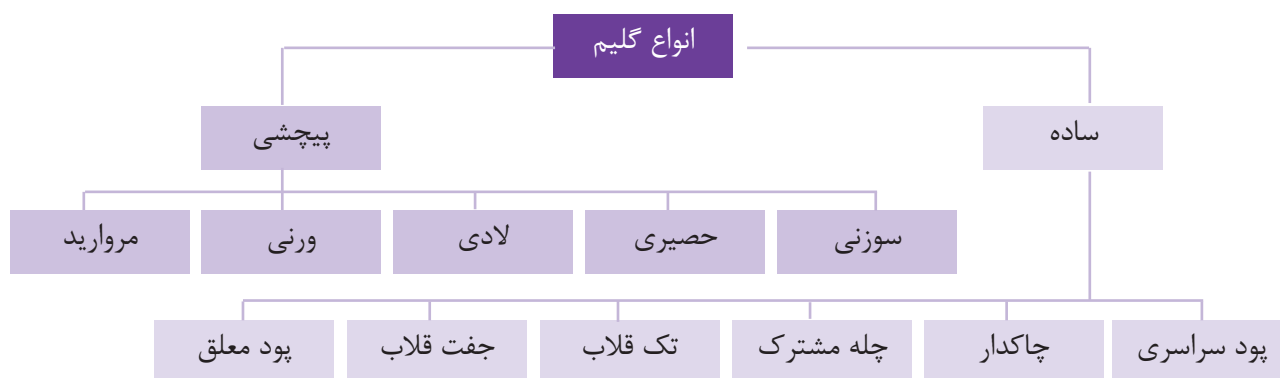 انواع گلیم
ساده
پیچشی
سوزنی
حصیری
لادی
ورنی
مروارید
پود سراسری
چاکدار
چله مشترک
تک قلاب
جفت قلاب
پود معلق